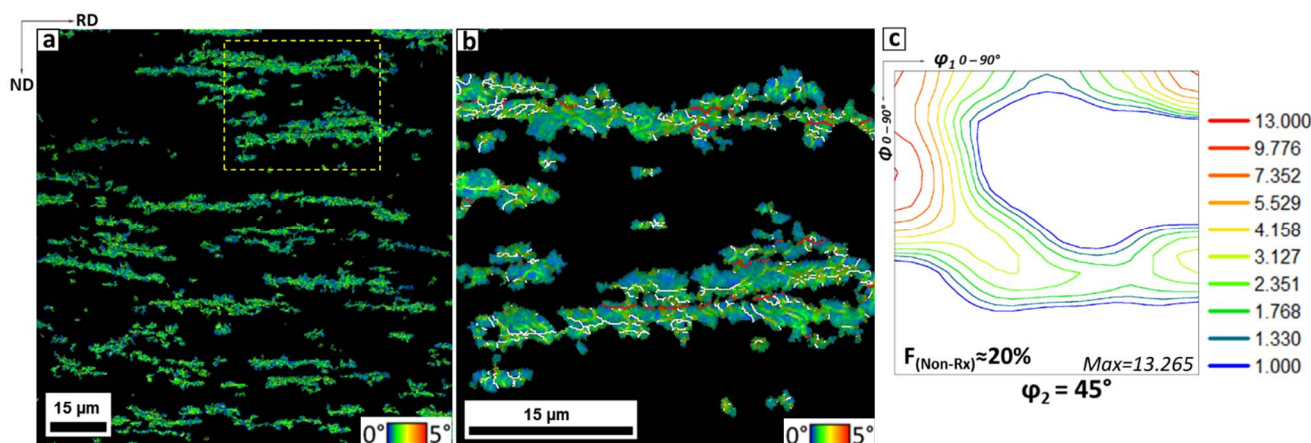 RD
ND
a
15 μm
0° 5°
b
15 μm
0° 5°
c
φ1 0 – 90°
Φ 0 – 90°
F(Non-Rx)≈20%
Max=13.265
φ2 = 45°
13.000
9.776
7.352
5.529
4.158
3.127
2.351
1.768
1.330
1.000